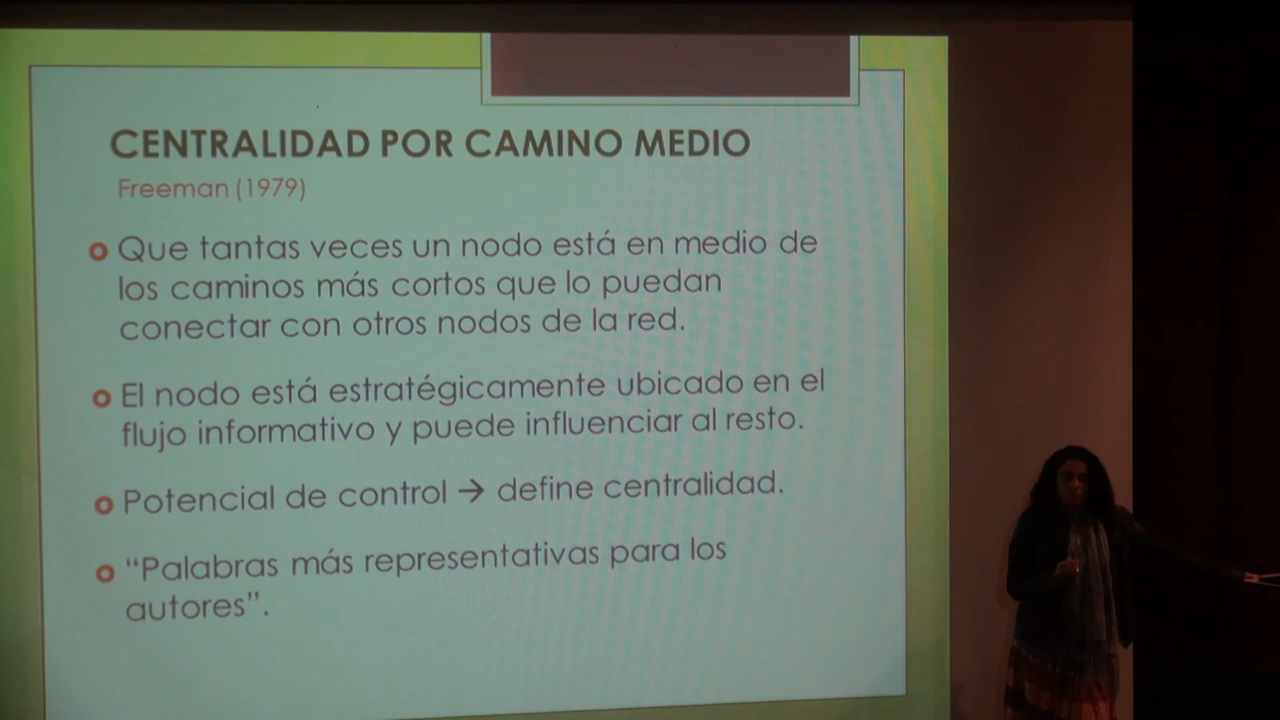 CENTRALIDAD POR CAMINO MEDIO
Freeman (1979)
Que tantas veces un nodo está en medio de
los caminos más cortos que lo puedan
conectar con otros nodos de la red.
El nodo está estratégicamente ubicado en el
flujo informativo y puede influenciar al resto.
Potencial de control → define centralidad.
“Palabras más representativas para los
autores”.